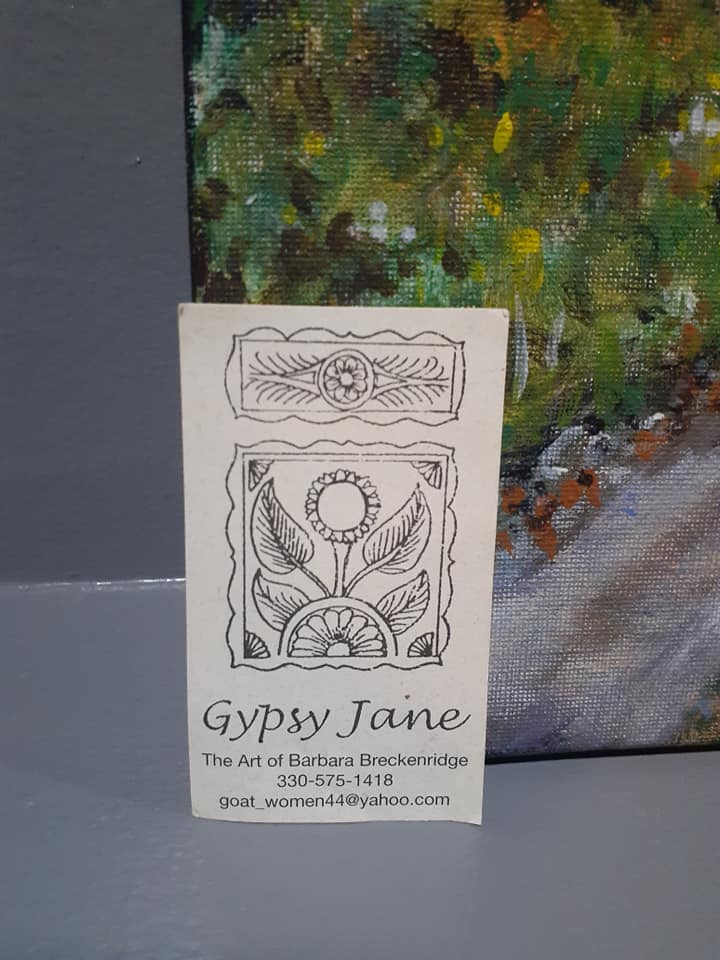 Gypsy Jane
The Art of Barbara Breckenridge
330-575-1418
goat_women44@yahoo.com